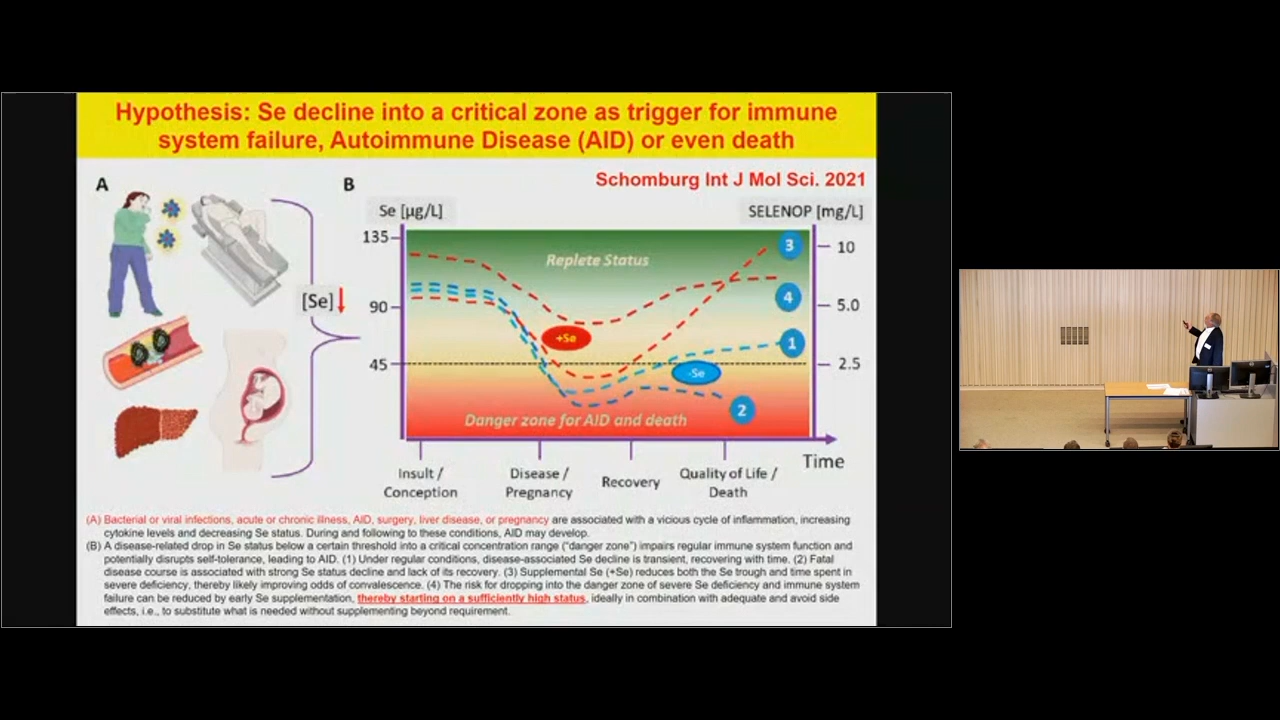 Hypothesis: Se decline into a critical zone as trigger for immune
system failure, Autoimmune Disease (AID) or even death
Schomburg Int J Mol Sci. 2021
A
B
Se [µg/L]
SELENOP [mg/L]
135
90
45
10
5.0
2.5
Replete Status
[Se]
+Se
-Se
3
4
1
2
Danger zone for AID and death
Insult /
Conception
Disease /
Pregnancy
Recovery
Quality of Life /
Death
Time
(A) Bacterial or viral infections, acute or chronic illness, AID, surgery, liver disease, or pregnancy are associated with a vicious cycle of inflammation, increasing
cytokine levels and decreasing Se status. During and following to these conditions, AID may develop.
(B) A disease-related drop in Se status below a certain threshold into a critical concentration range ("danger zone") impairs regular immune system function and
potentially disrupts self-tolerance, leading to AID. (1) Under regular conditions, disease-associated Se decline is transient, recovering with time. (2) Fatal
disease course is associated with strong Se status decline and lack of its recovery. (3) Supplemental Se (+Se) reduces both the Se trough and time spent in
severe deficiency, thereby likely improving odds of convalescence. (4) The risk for dropping into the danger zone of severe Se deficiency and immune system
failure can be reduced by early Se supplementation, thereby starting on a sufficiently high status, ideally in combination with adequate and avoid side
effects, i.e., to substitute what is needed without supplementing beyond requirement.